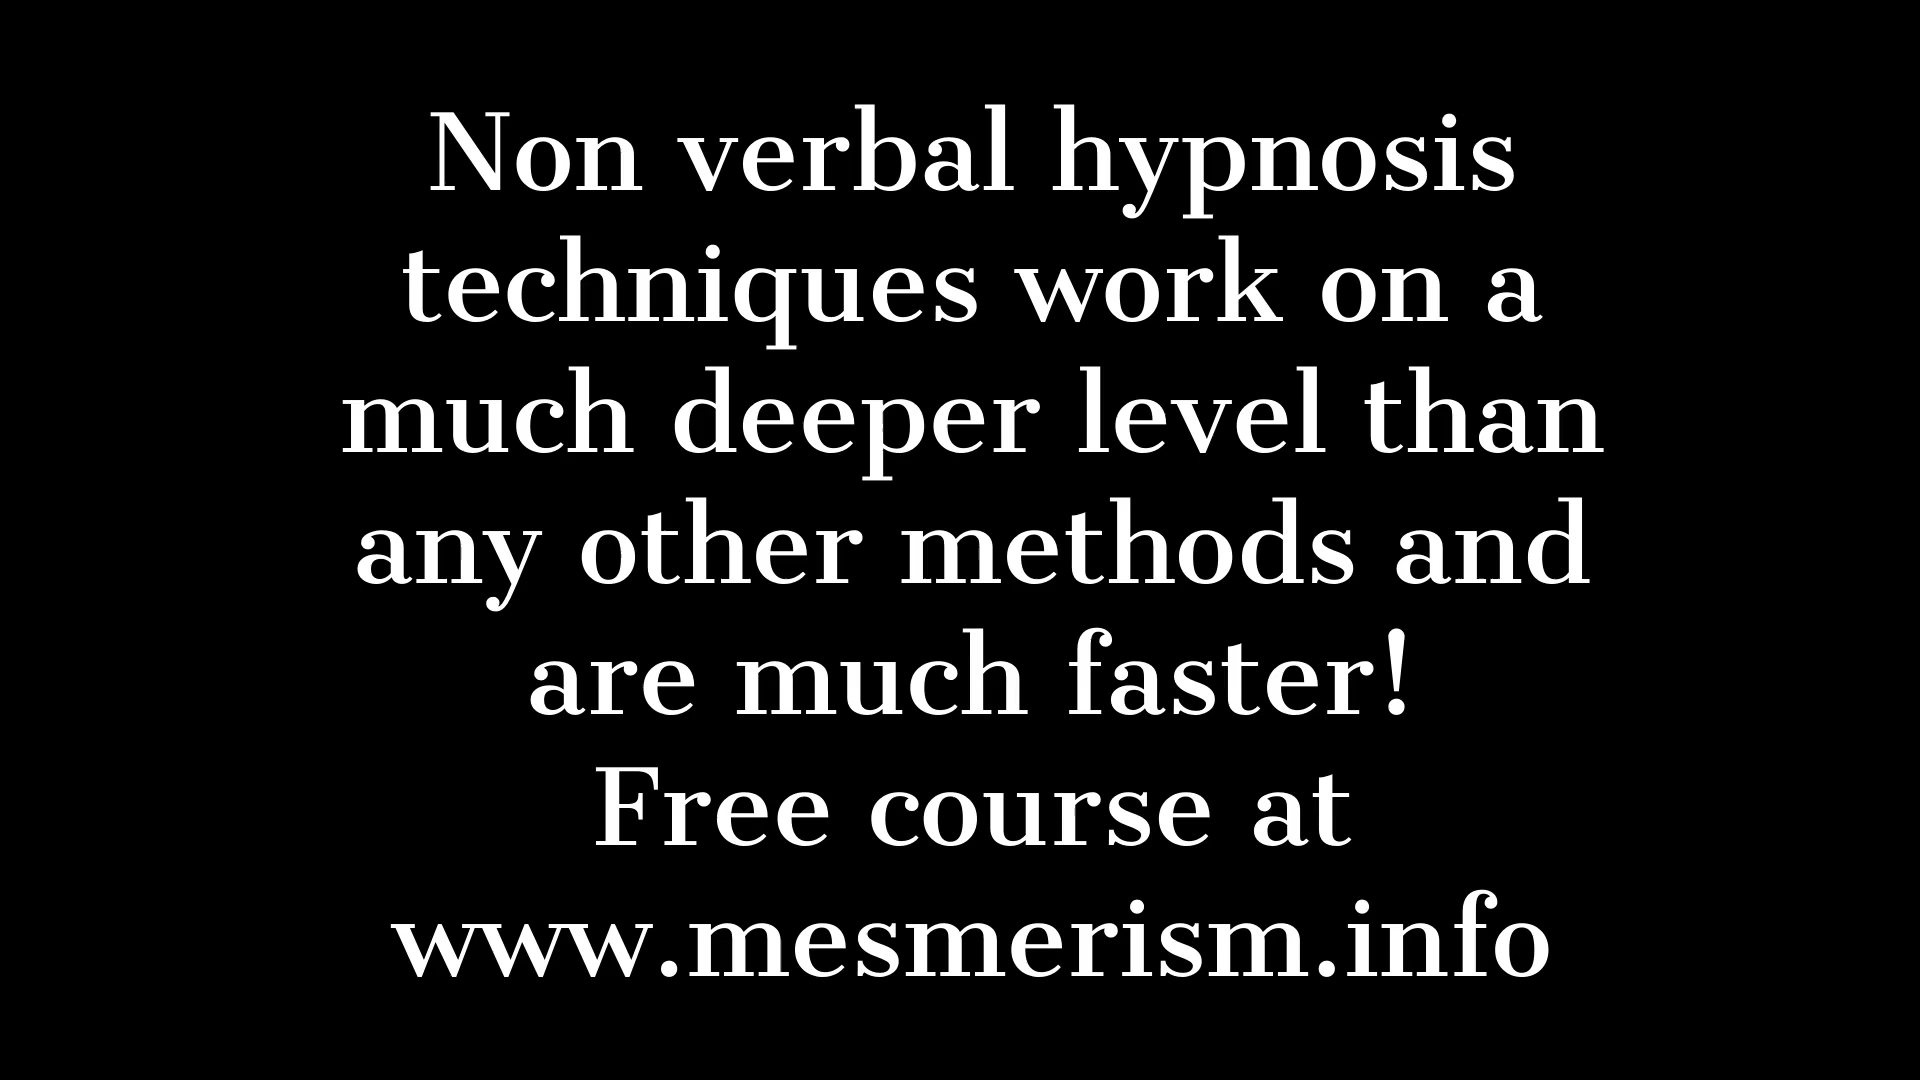 Non verbal hypnosis
techniques work on a
much deeper level than
any other methods and
are much faster!
Free course at
www.mesmerism.info